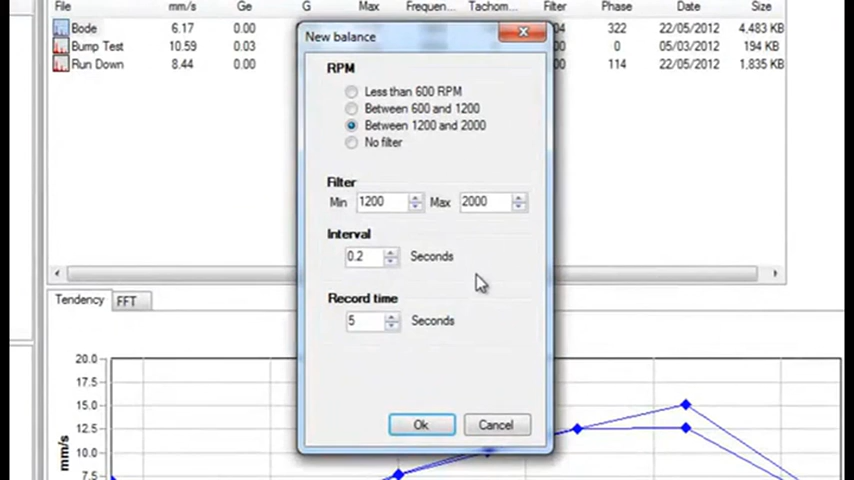 File mm/s Ge G Max Frequen... Tachom... Filter Phase Date Size
Bode 6.17 0.00 322 22/05/2012 4,483 KB
Bump Test 10.59 0.03 0 05/03/2012 194 KB
Run Down 8.44 0.00 114 22/05/2012 1,835 KB
New balance
RPM
Less than 600 RPM
Between 600 and 1200
Between 1200 and 2000
No filter
Filter
Min 1200 Max 2000
Interval
0.2 Seconds
Record time
5 Seconds
Ok Cancel
Tendency FFT
20.0
17.5
15.0
12.5
10.0
7.5
mm/s